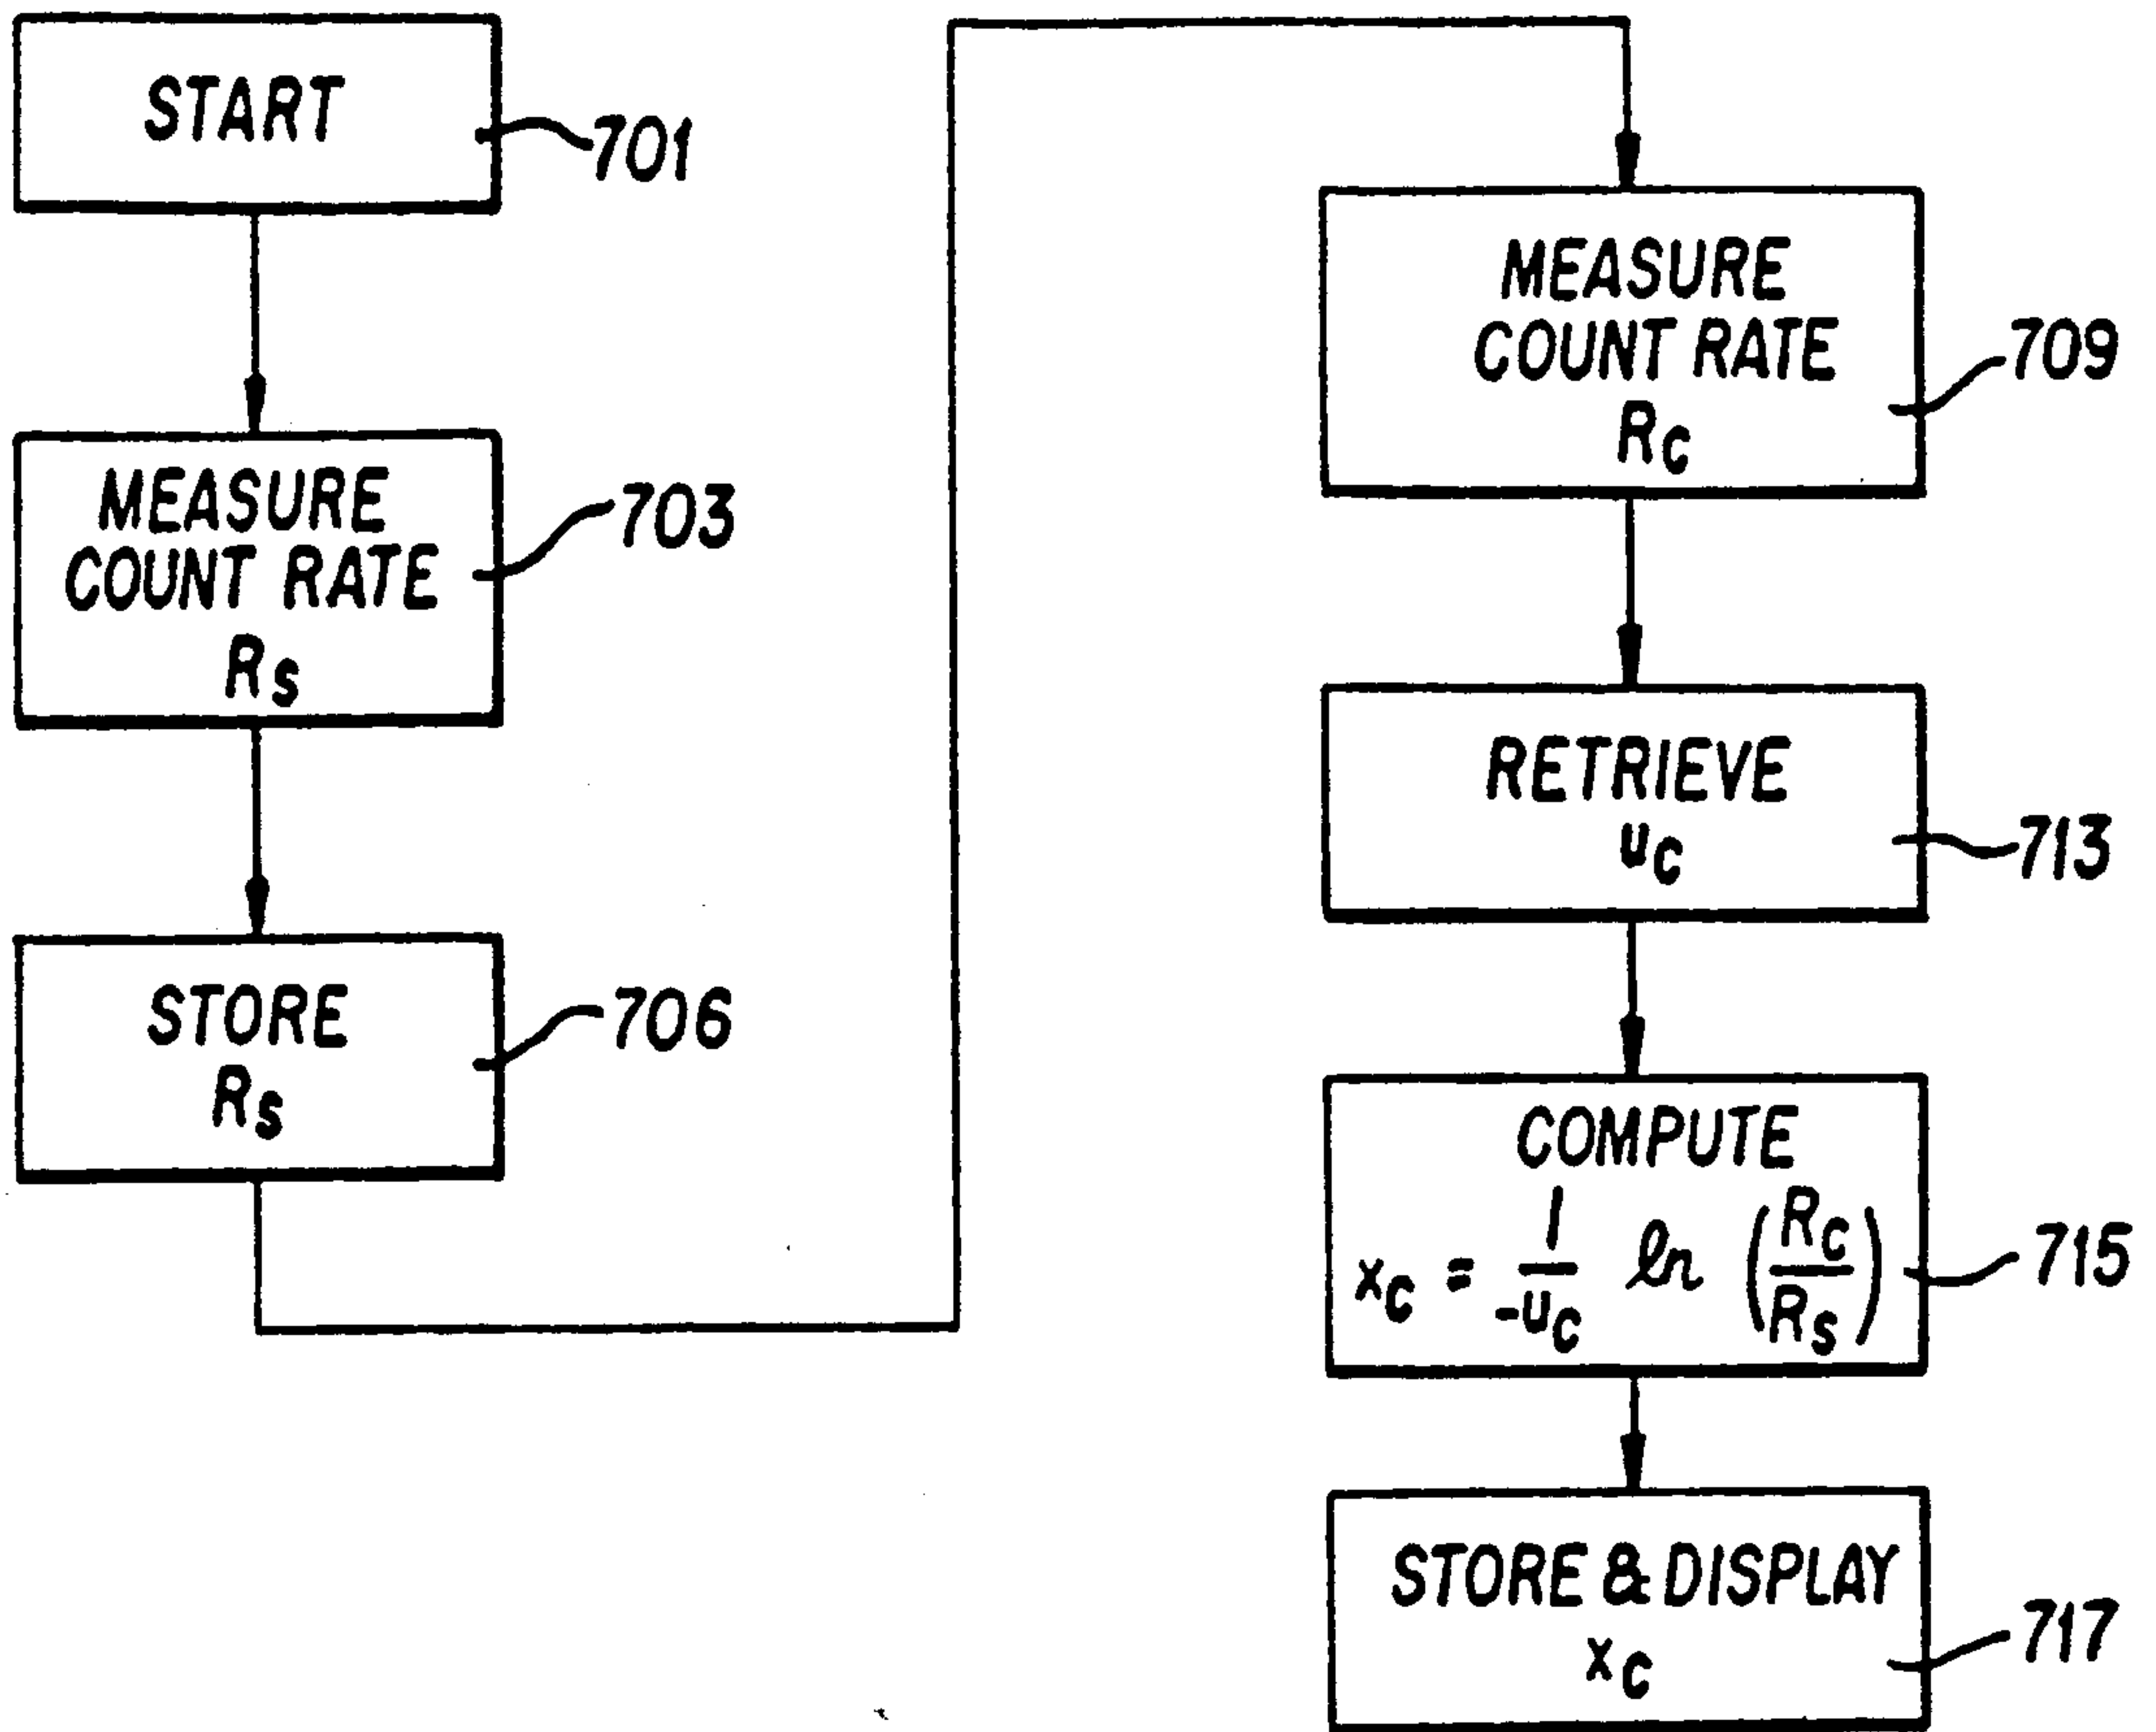 START
701
MEASURE
COUNT RATE
Rs
703
STORE
Rs
706
MEASURE
COUNT RATE
Rc
709
RETRIEVE
uc
713
COMPUTE
xc = 1/-uc ln (Rc/Rs)
715
STORE & DISPLAY
xc
717